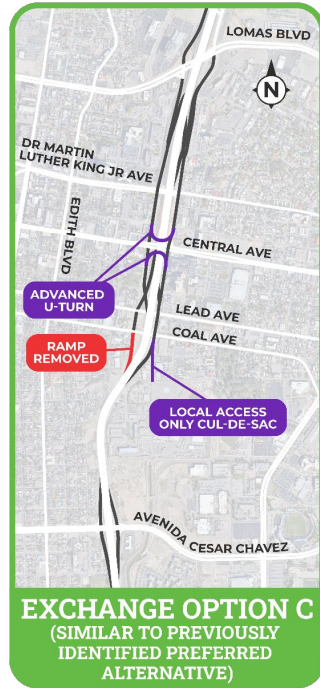 LOMAS BLVD
N
DR MARTIN
LUTHER KING JR AVE
EDITH BLVD
CENTRAL AVE
ADVANCED
U-TURN
LEAD AVE
COAL AVE
RAMP
REMOVED
LOCAL ACCESS
ONLY CUL-DE-SAC
AVENIDA
CESAR CHAVEZ
EXCHANGE OPTION C
(SIMILAR TO PREVIOUSLY
IDENTIFIED PREFERRED
ALTERNATIVE)